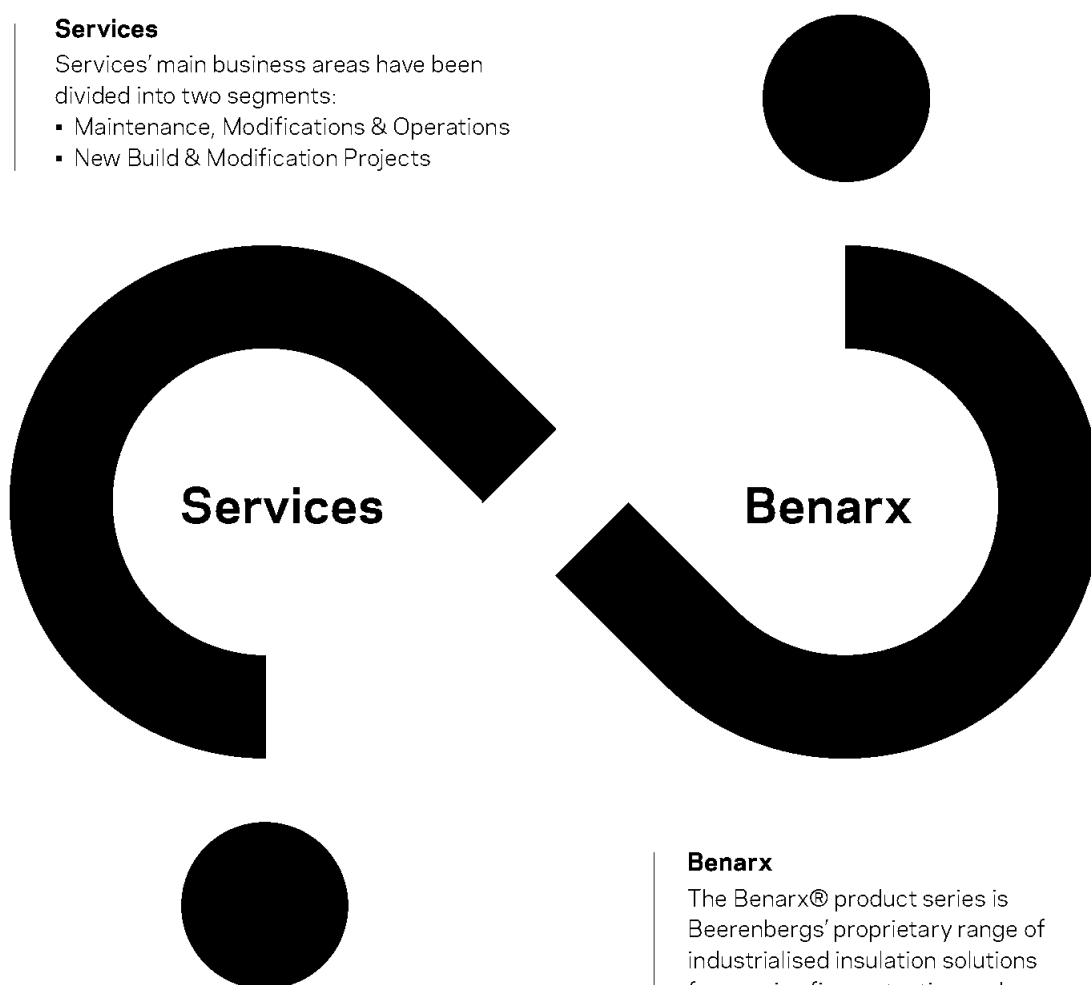 Services
Services' main business areas have been
divided into two segments:
▪ Maintenance, Modifications & Operations
▪ New Build & Modification Projects
Services
Benarx
Benarx
The Benarx® product series is
Beerenbergs' proprietary range of
industrialised insulation solutions